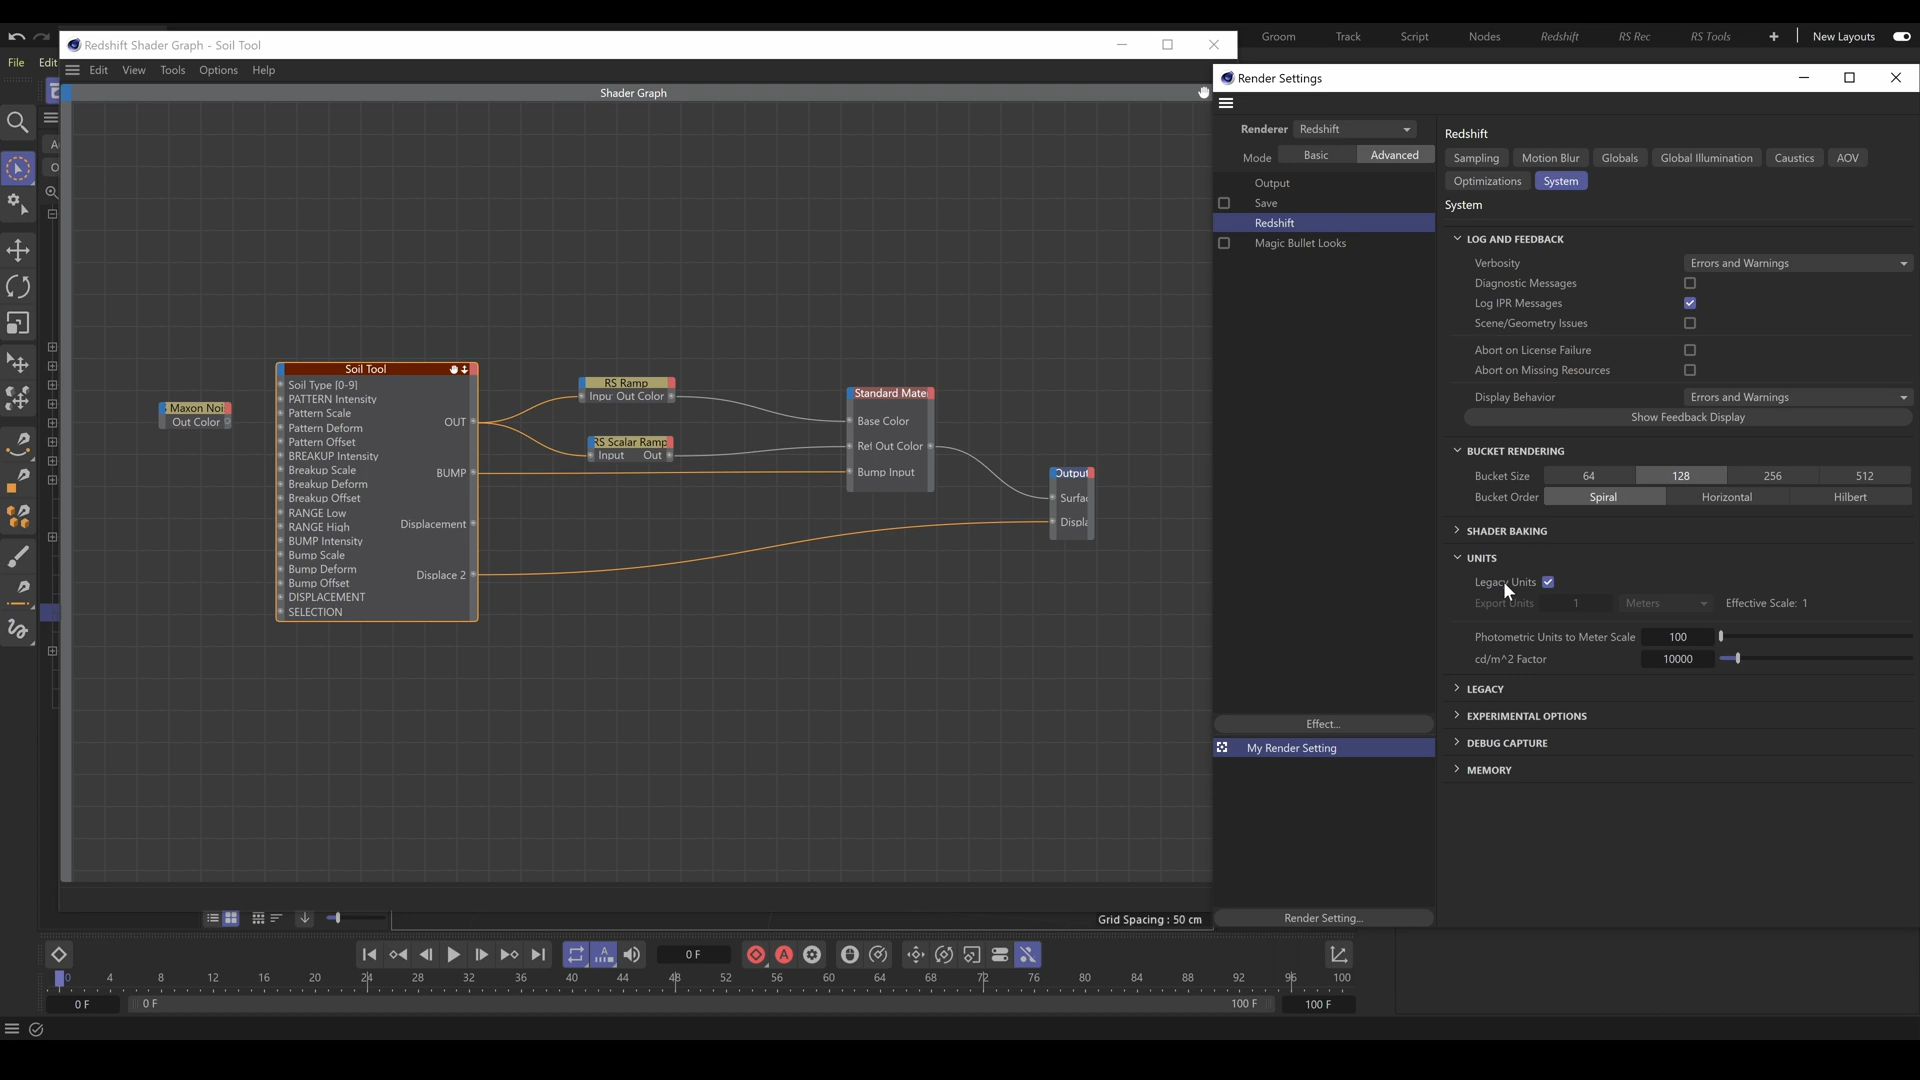 Redshift Shader Graph - Soil Tool
Groom Track Script Nodes Redshift RS Rec RS Tools + New Layouts
File Edit
Edit View Tools Options Help
Shader Graph
Render Settings
Renderer Redshift
Mode Basic Advanced
Output
Save
Redshift
Magic Bullet Looks
Effect...
My Render Setting
Render Setting...
Redshift
Sampling Motion Blur Globals Global Illumination Caustics AOV
Optimizations System
System
LOG AND FEEDBACK
Verbosity Errors and Warnings
Diagnostic Messages
Log IPR Messages
Scene/Geometry Issues
Abort on License Failure
Abort on Missing Resources
Display Behavior Errors and Warnings
Show Feedback Display
BUCKET RENDERING
Bucket Size 64 128 256 512
Bucket Order Spiral Horizontal Hilbert
SHADER BAKING
UNITS
Legacy Units
Export Units 1 Meters Effective Scale: 1
Photometric Units to Meter Scale 100
cd/m^2 Factor 10000
LEGACY
EXPERIMENTAL OPTIONS
DEBUG CAPTURE
MEMORY
Maxon Noi
Out Color
Soil Tool
Soil Type [0-9]
PATTERN Intensity
Pattern Scale
Pattern Deform
Pattern Offset
BREAKUP Intensity
Breakup Scale
Breakup Deform
Breakup Offset
RANGE Low
RANGE High
BUMP Intensity
Bump Scale
Bump Deform
Bump Offset
DISPLACEMENT
SELECTION
OUT
BUMP
Displacement
Displace 2
RS Ramp
Inpu Out Color
RS Scalar Ramp
Input Out
Standard Mate
Base Color
Ref Out Color
Bump Input
Output
Surfac
Displa
Grid Spacing : 50 cm
0 F
0 4 8 12 16 20 24 28 32 36 40 44 48 52 56 60 64 68 72 76 80 84 88 92 96 100
0 F 0 F 100 F 100 F